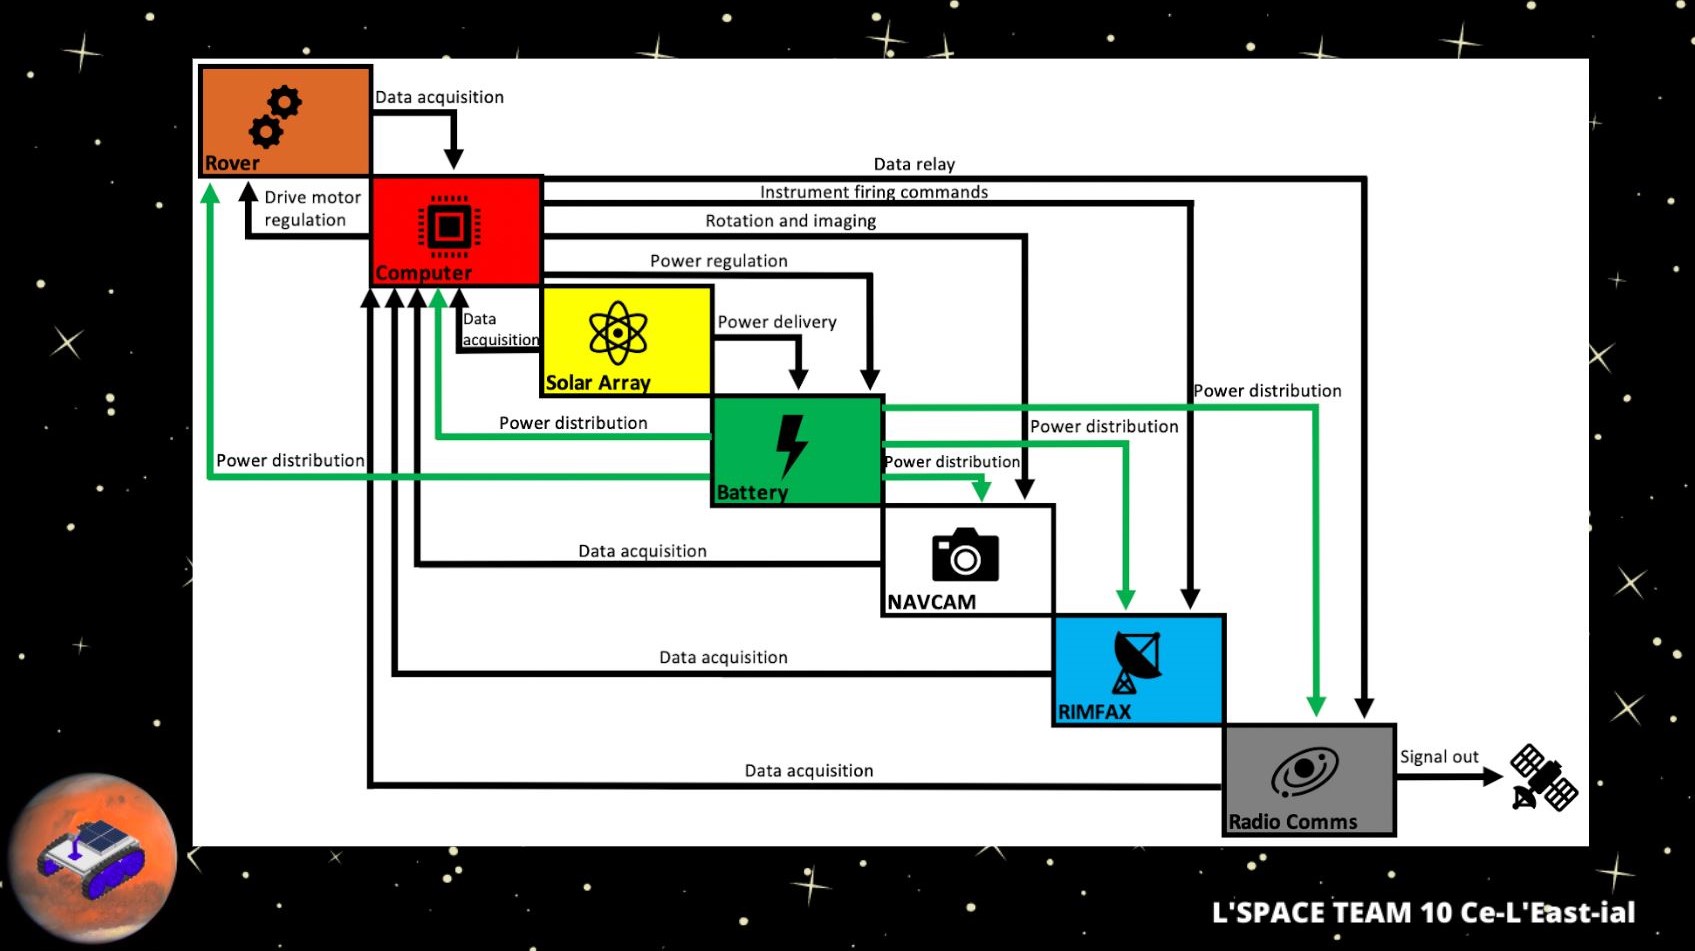 Data acquisition
Rover
Data relay
Instrument firing commands
Drive motor
regulation
Rotation and imaging
Power regulation
Computer
Data
acquisition
Power delivery
Solar Array
Power distribution
Power distribution
Power distribution
Power distribution
Power distribution
Battery
Data acquisition
NAVCAM
Data acquisition
RIMFAX
Signal out
Data acquisition
Radio Comms
L'SPACE TEAM 10 Ce-L'East-ial